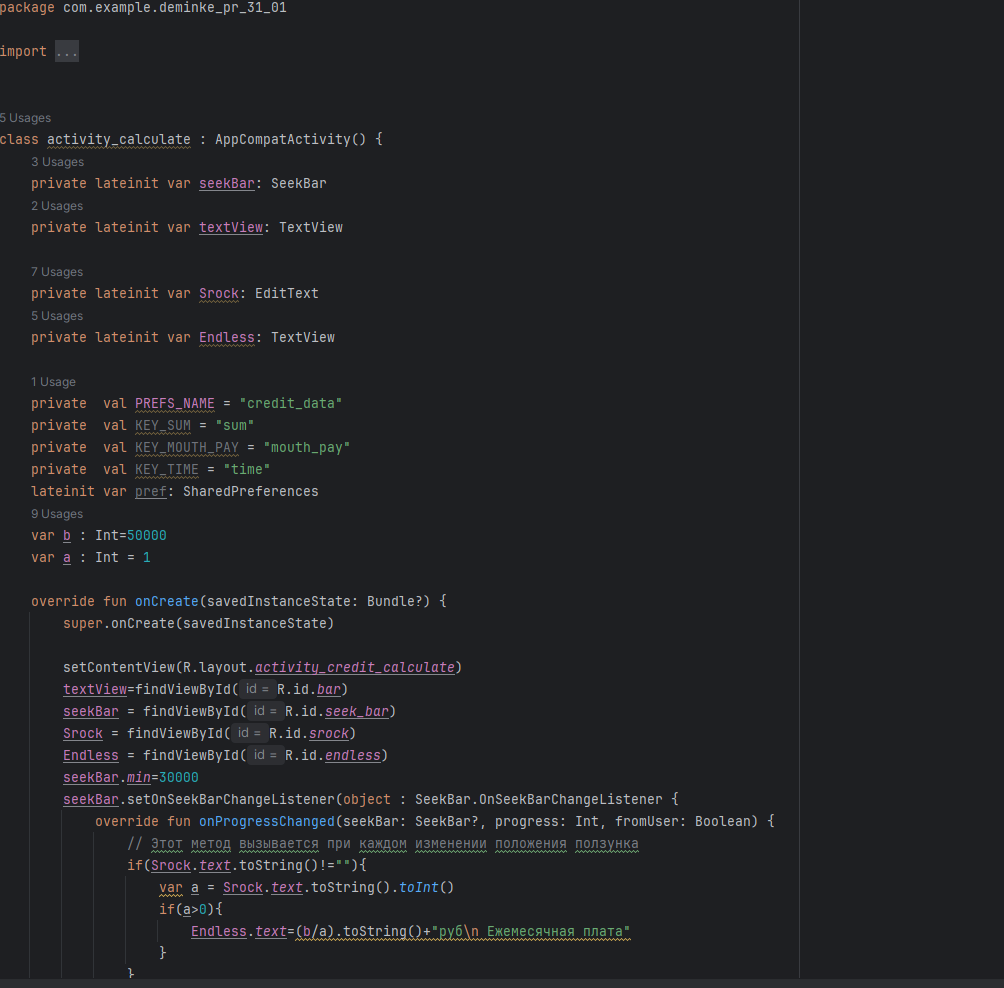 package com.example.deminke_pr_31_01
import ...
5 Usages
class activity_calculate : AppCompatActivity() {
3 Usages
private lateinit var seekBar: SeekBar
2 Usages
private lateinit var textView: TextView
7 Usages
private lateinit var Srock: EditText
5 Usages
private lateinit var Endless: TextView
1 Usage
private  val PREFS_NAME = "credit_data"
private  val KEY_SUM = "sum"
private  val KEY_MOUTH_PAY = "mouth_pay"
private  val KEY_TIME = "time"
lateinit var pref: SharedPreferences
9 Usages
var b : Int=50000
var a : Int = 1
override fun onCreate(savedInstanceState: Bundle?) {
super.onCreate(savedInstanceState)
setContentView(R.layout.activity_credit_calculate)
textView=findViewById( id = R.id.bar)
seekBar = findViewById( id = R.id.seek_bar)
Srock = findViewById( id = R.id.srock)
Endless = findViewById( id = R.id.endless)
seekBar.min=30000
seekBar.setOnSeekBarChangeListener(object : SeekBar.OnSeekBarChangeListener {
override fun onProgressChanged(seekBar: SeekBar?, progress: Int, fromUser: Boolean) {
// Этот метод вызывается при каждом изменении положения ползунка
if(Srock.text.toString()!=""){
var a = Srock.text.toString().toInt()
if(a>0){
Endless.text=(b/a).toString()+"руб\n Ежемесячная плата"
}
}